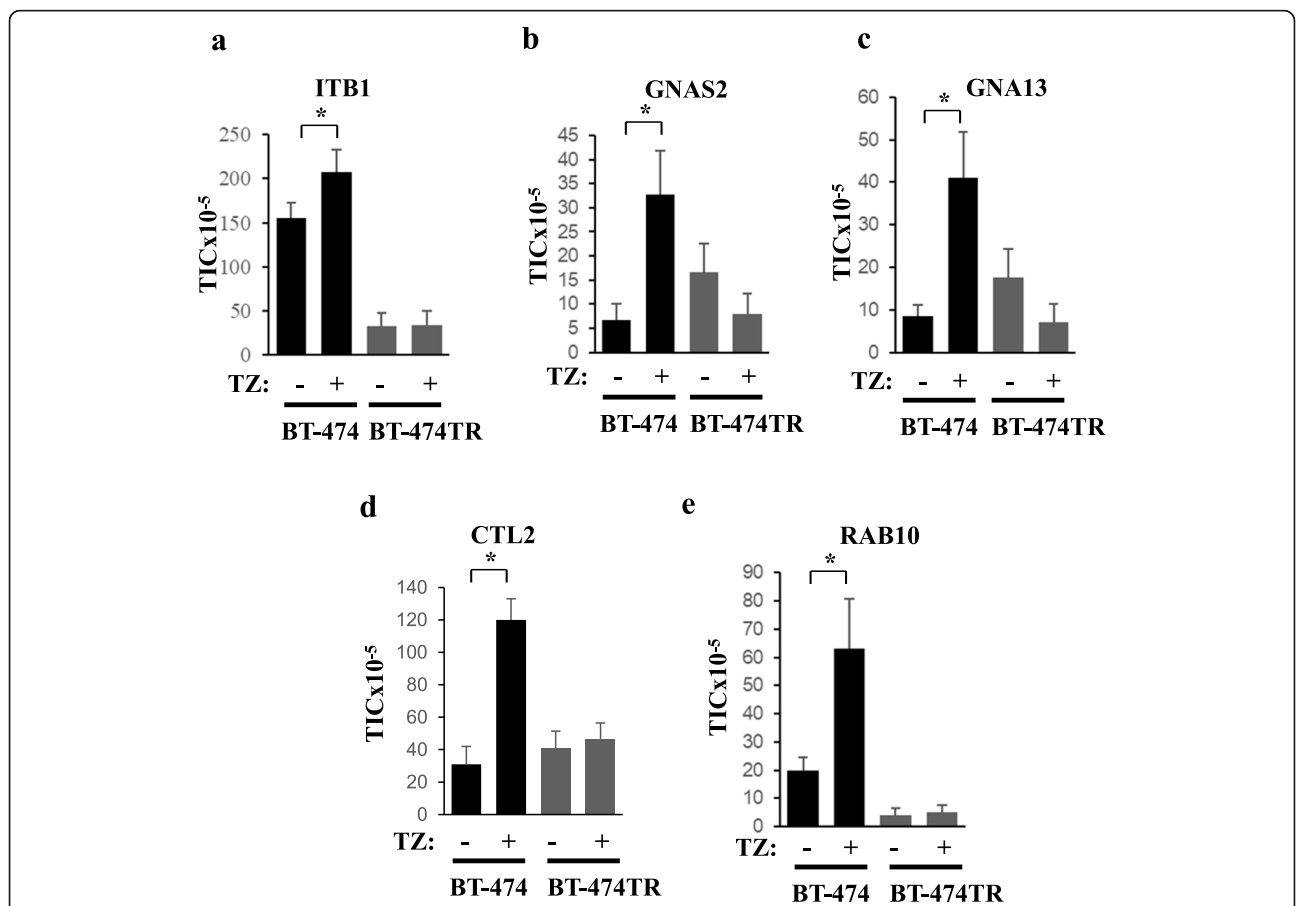 a
ITB1
*
TICx10-5
250
200
150
100
50
0
TZ: - + - +
BT-474 BT-474TR
b
GNAS2
*
TICx10-5
45
40
35
30
25
20
15
10
5
0
TZ: - + - +
BT-474 BT-474TR
c
GNA13
*
TICx10-5
60
50
40
30
20
10
0
TZ: - + - +
BT-474 BT-474TR
d
CTL2
*
TICx10-5
140
120
100
80
60
40
20
0
TZ: - + - +
BT-474 BT-474TR
e
RAB10
*
TICx10-5
90
80
70
60
50
40
30
20
10
0
TZ: - + - +
BT-474 BT-474TR